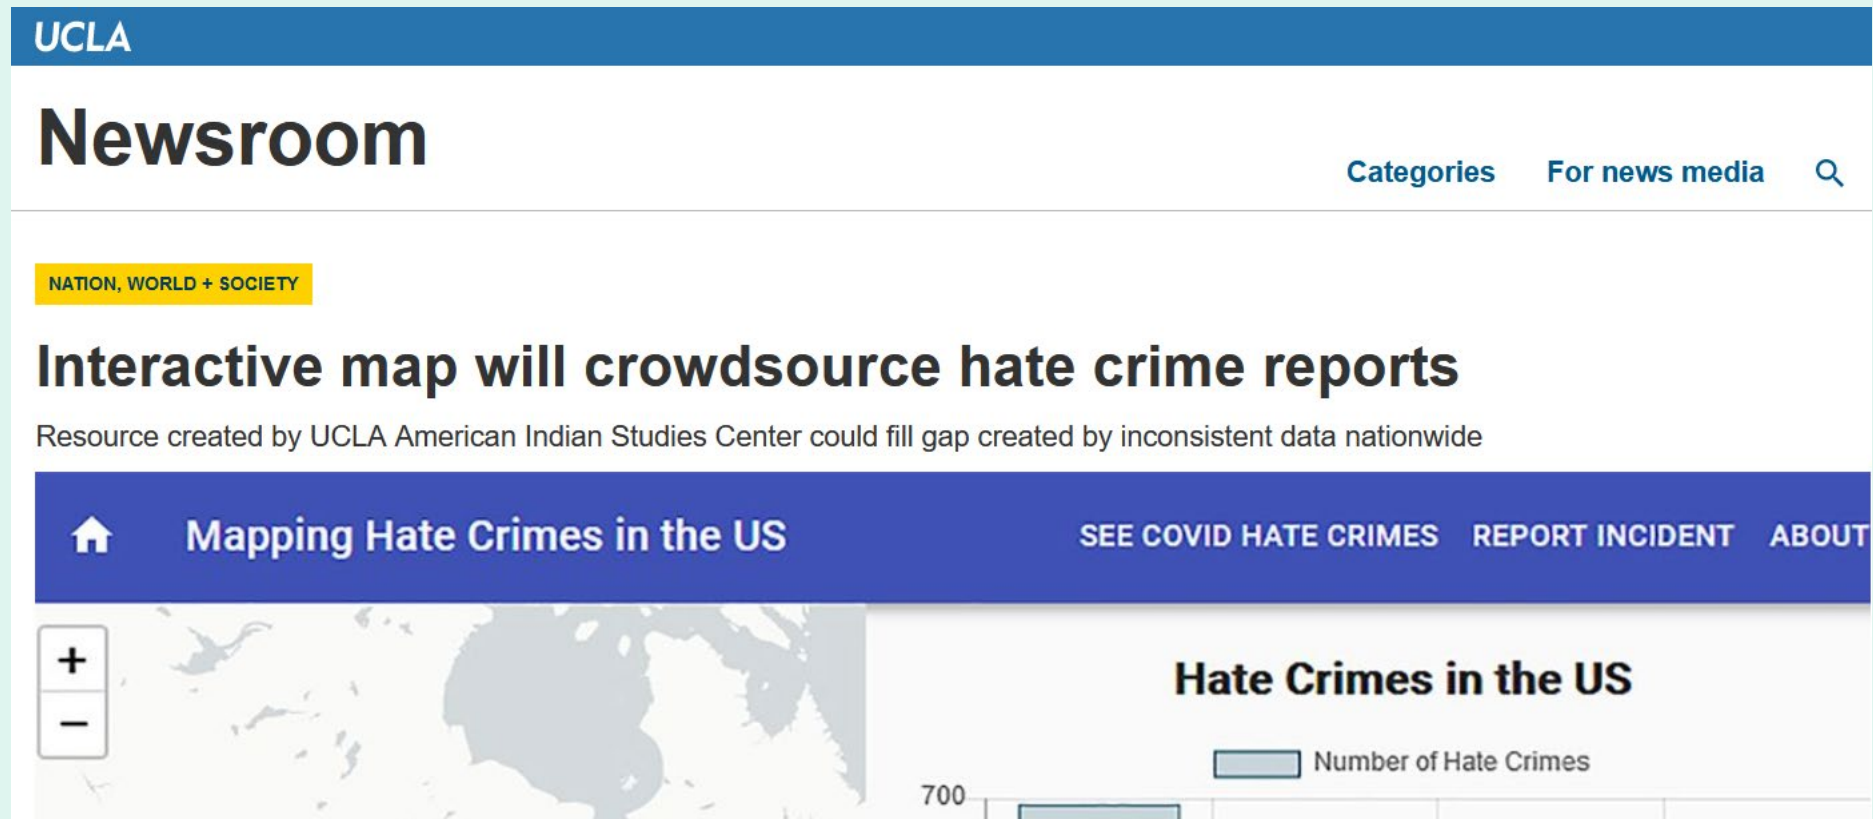 UCLA
Newsroom
Categories For news media
NATION, WORLD + SOCIETY
Interactive map will crowdsource hate crime reports
Resource created by UCLA American Indian Studies Center could fill gap created by inconsistent data nationwide
Mapping Hate Crimes in the US SEE COVID HATE CRIMES REPORT INCIDENT ABOUT
+
−
Hate Crimes in the US
Number of Hate Crimes
700